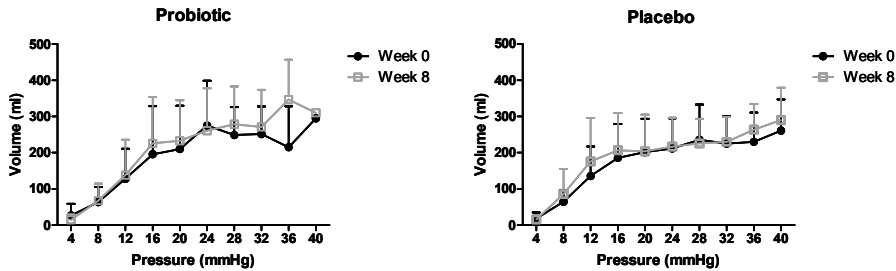 Probiotic
Volume (ml)
500
400
300
200
100
0
4 8 12 16 20 24 28 32 36 40
Pressure (mmHg)
Week 0
Week 8
Placebo
Volume (ml)
500
400
300
200
100
0
4 8 12 16 20 24 28 32 36 40
Pressure (mmHg)
Week 0
Week 8